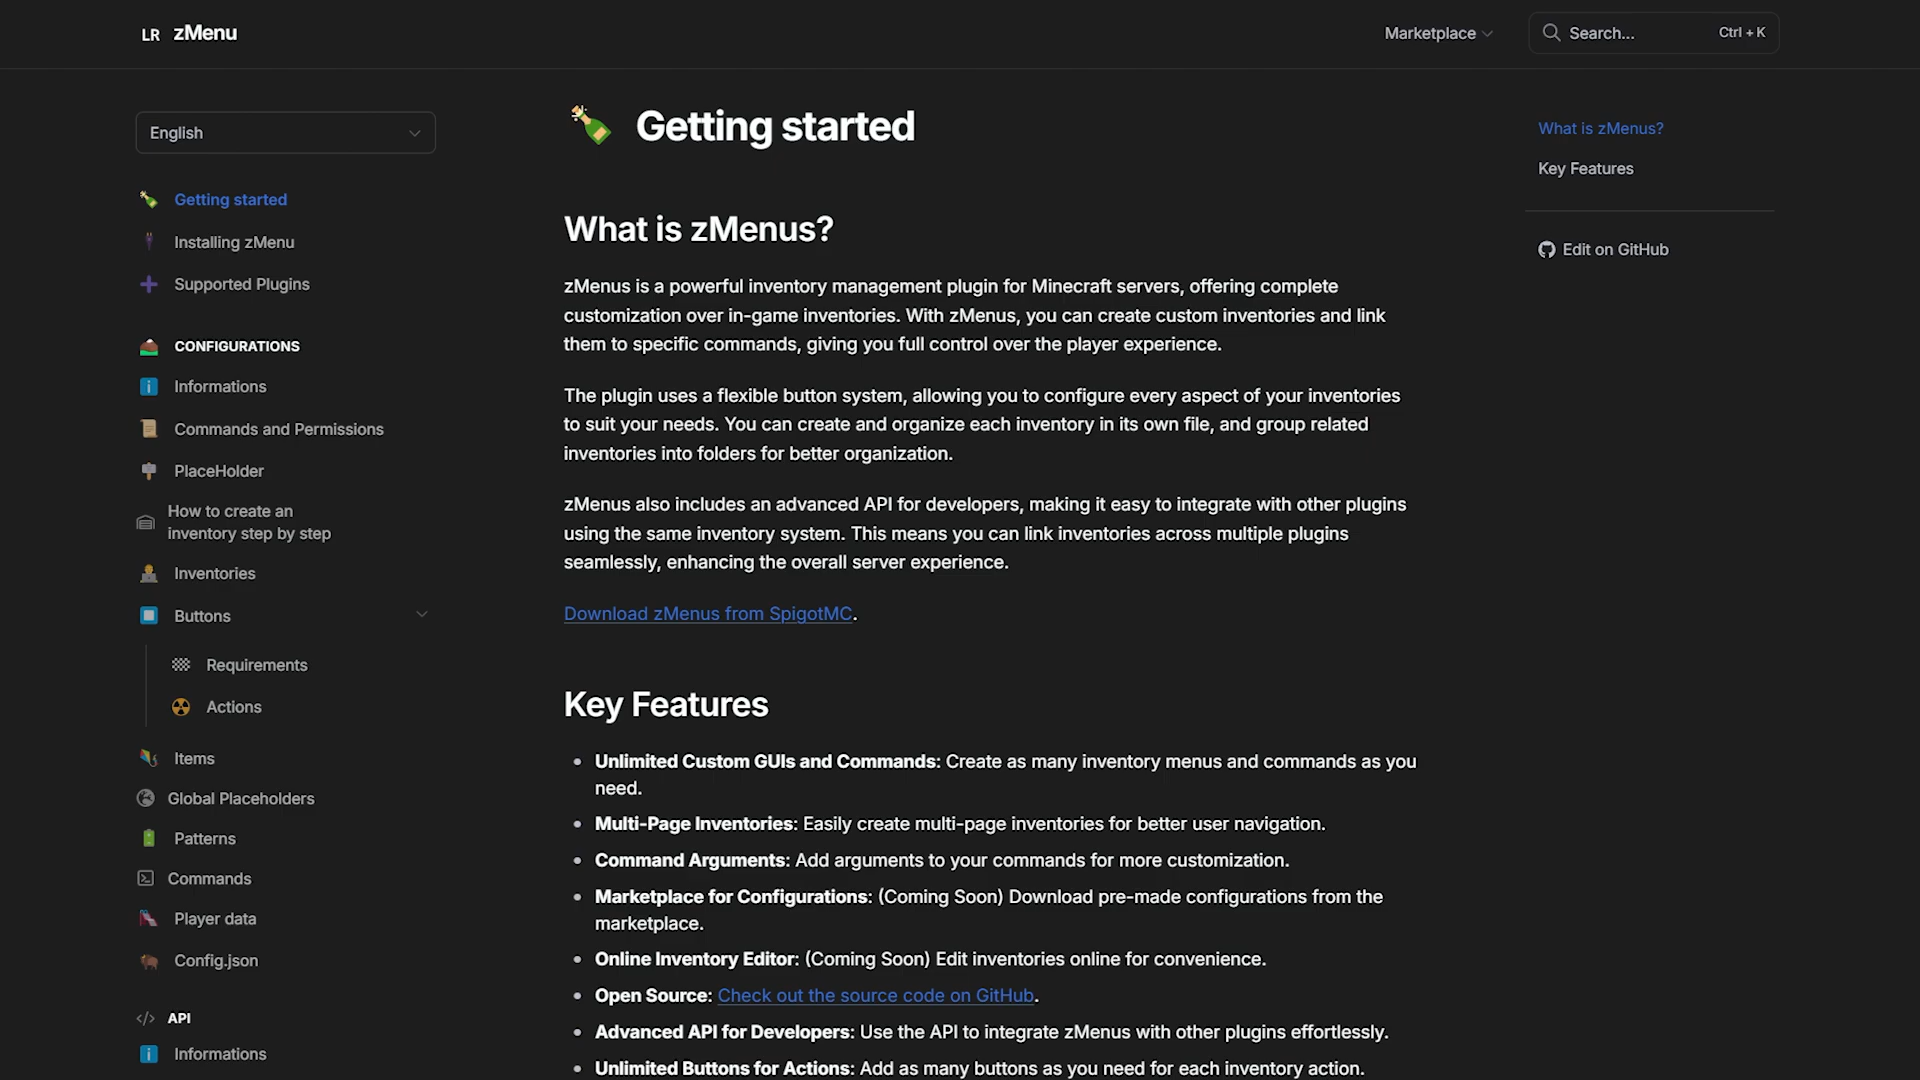 LR zMenu
Marketplace
Search...
Ctrl + K
English
Getting started
Installing zMenu
Supported Plugins
CONFIGURATIONS
Informations
Commands and Permissions
PlaceHolder
How to create an
inventory step by step
Inventories
Buttons
Requirements
Actions
Items
Global Placeholders
Patterns
Commands
Player data
Config.json
API
Informations
Getting started
What is zMenus?
zMenus is a powerful inventory management plugin for Minecraft servers, offering complete
customization over in-game inventories. With zMenus, you can create custom inventories and link
them to specific commands, giving you full control over the player experience.
The plugin uses a flexible button system, allowing you to configure every aspect of your inventories
to suit your needs. You can create and organize each inventory in its own file, and group related
inventories into folders for better organization.
zMenus also includes an advanced API for developers, making it easy to integrate with other plugins
using the same inventory system. This means you can link inventories across multiple plugins
seamlessly, enhancing the overall server experience.
Download zMenus from SpigotMC.
Key Features
• Unlimited Custom GUIs and Commands: Create as many inventory menus and commands as you
need.
• Multi-Page Inventories: Easily create multi-page inventories for better user navigation.
• Command Arguments: Add arguments to your commands for more customization.
• Marketplace for Configurations: (Coming Soon) Download pre-made configurations from the
marketplace.
• Online Inventory Editor: (Coming Soon) Edit inventories online for convenience.
• Open Source: Check out the source code on GitHub.
• Advanced API for Developers: Use the API to integrate zMenus with other plugins effortlessly.
• Unlimited Buttons for Actions: Add as many buttons as you need for each inventory action.
What is zMenus?
Key Features
Edit on GitHub